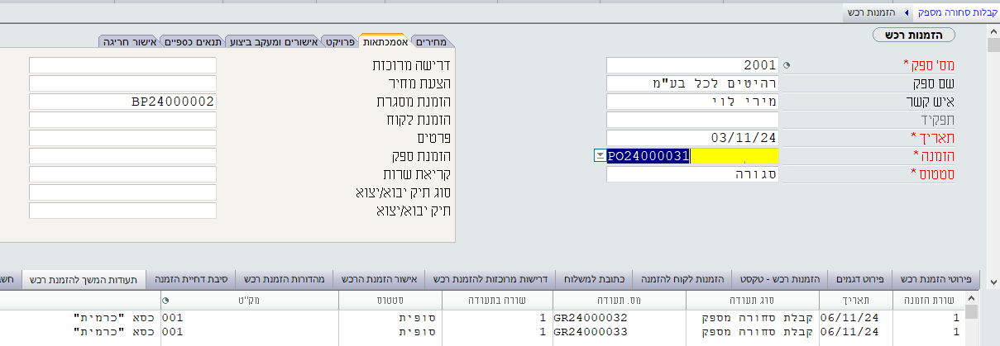 קבלות סחורה מספק הזמנות רכש
הזמנות רכש
מס' ספק * 2001
שם ספק רהיטים לכל בע"מ
איש קשר מירי לוי
תפקיד
תאריך * 03/11/24
הזמנה * PO24000031
סטטוס * סגורה
מחירים אסמכתאות פרויקט אישורים ומעקב ביצוע תנאים כספיים אישור חריגה
דרישה מרוכזת
הצעת מחיר
הזמנת מסגרת BP24000002
הזמנת לקוח
פרטים
הזמנת ספק
קריאת שרות
סוג תיק יבוא/יצוא
תיק יבוא/יצוא
פירוטי הזמנת רכש פירוט דגמים הזמנות רכש - טקסט הזמנות לקוח להזמנה כתובת למשלוח דרישות מרוכזות להזמנת רכש אישור הזמנת הרכש מהדורות הזמנת רכש סיבת דחיית הזמנה תעודות המשך להזמנת רכש חשב
שורת הזמנה תאריך סוג תעודה מס. תעודה שורה בתעודה סטטוס מק"ט
1 06/11/24 קבלת סחורה מספק GR24000032 1 סופית 001 כסא "כרמית"
1 06/11/24 קבלת סחורה מספק GR24000033 1 סופית 001 כסא "כרמית"